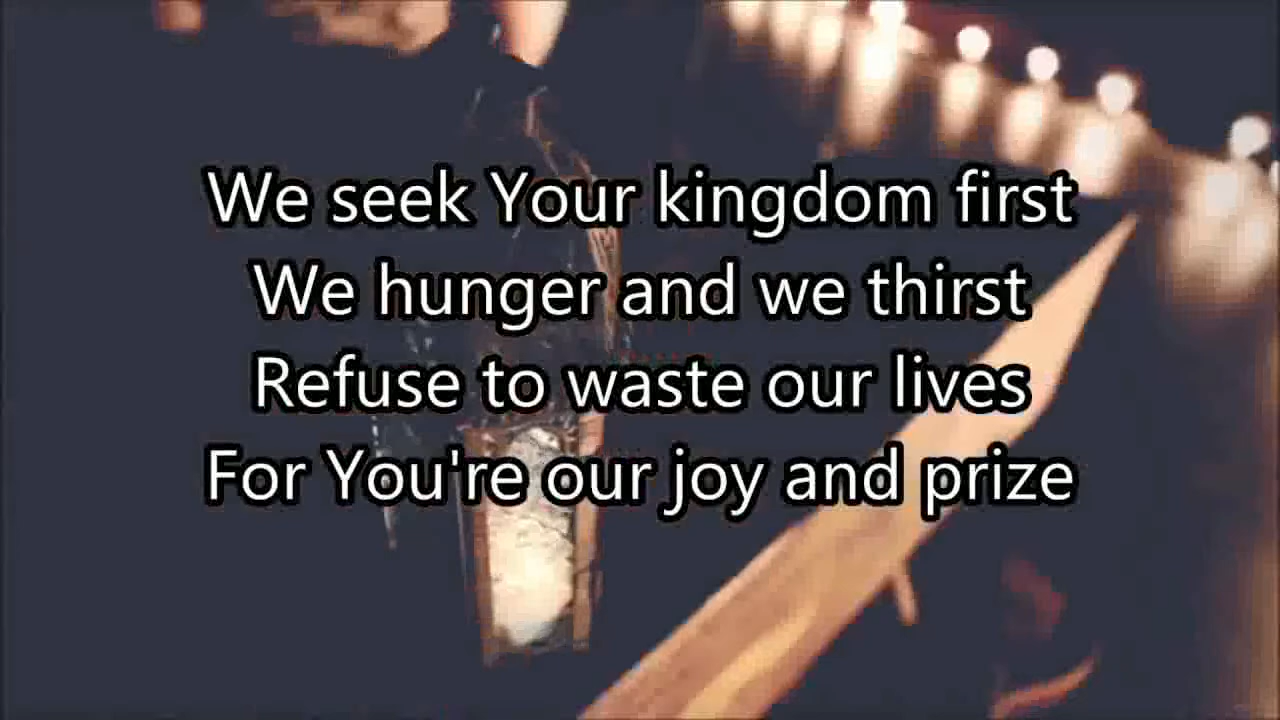 We seek Your kingdom first
We hunger and we thirst
Refuse to waste our lives
For You're our joy and prize